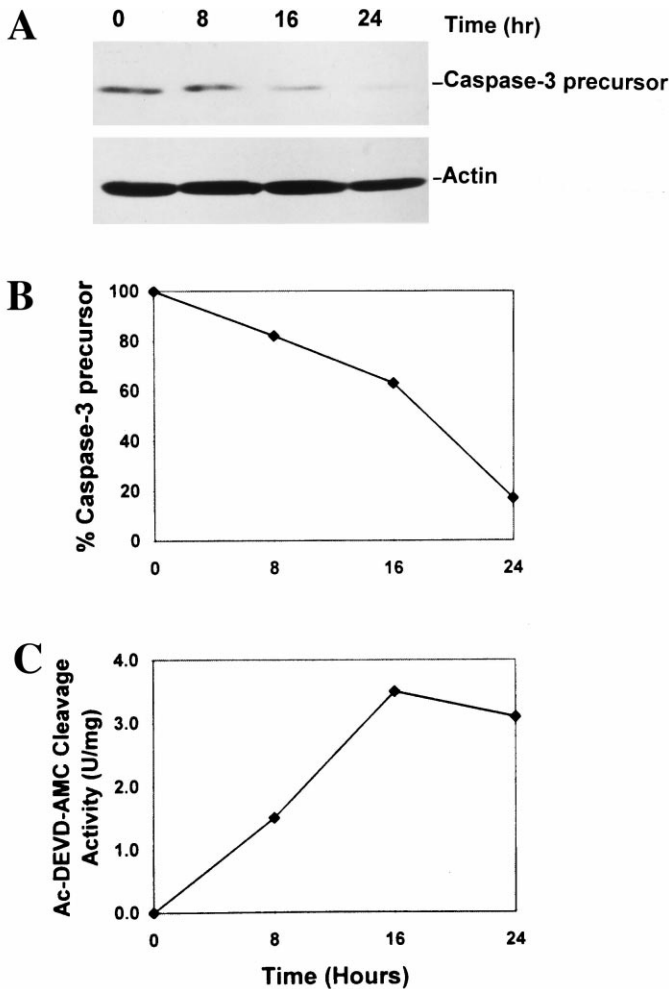 A
0 8 16 24 Time (hr)
–Caspase-3 precursor
–Actin
B
% Caspase-3 precursor
100
80
60
40
20
0
0 8 16 24
C
Ac-DEVD-AMC Cleavage
Activity (U/mg)
4.0
3.0
2.0
1.0
0.0
0 8 16 24
Time (Hours)